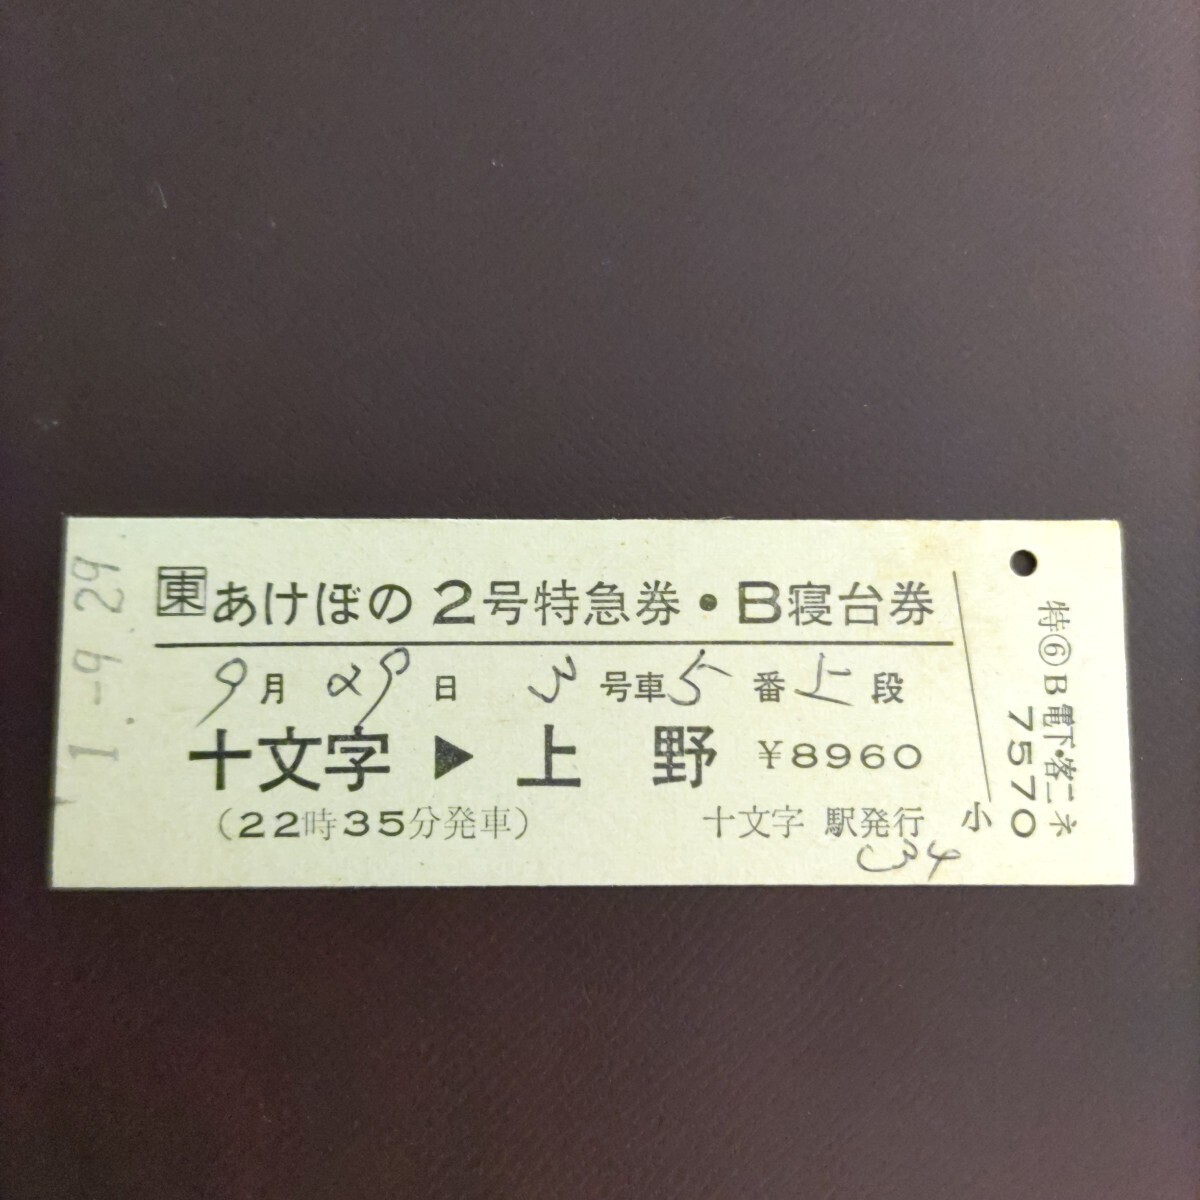 1.-9.29
東あけぼの2号特急券・B寝台券
9月29日 3号車5番上段
十文字▶上野 ¥8960
(22時35分発車) 十文字 駅発行
34
小
特⑥B電下・客二ネ
7570